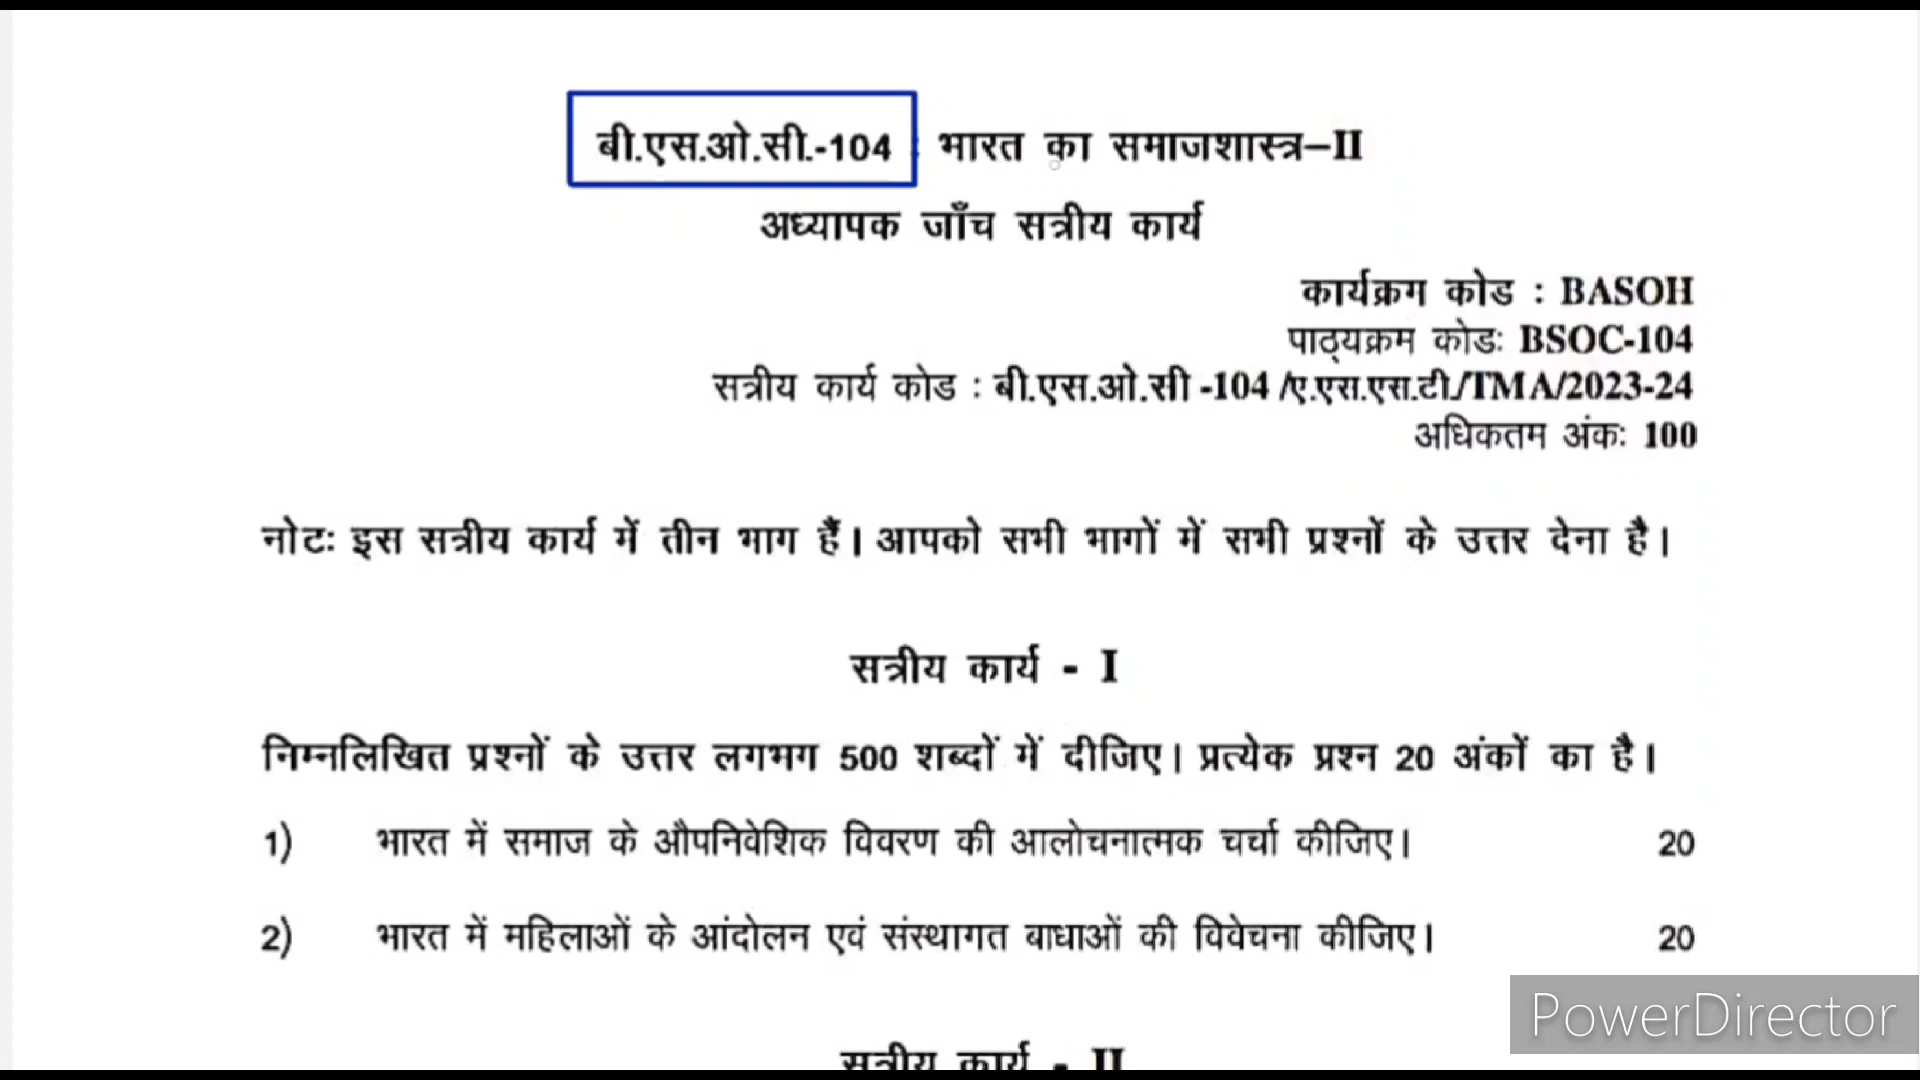 बी.एस.ओ.सी.-104 : भारत का समाजशास्त्र–II
अध्यापक जाँच सत्रीय कार्य
कार्यक्रम कोड : BASOH
पाठ्यक्रम कोडः BSOC-104
सत्रीय कार्य कोड : बी.एस.ओ.सी -104 /ए.एस.एस.टी./TMA/2023-24
अधिकतम अंकः 100
नोटः इस सत्रीय कार्य में तीन भाग हैं। आपको सभी भागों में सभी प्रश्नों के उत्तर देना है।
सत्रीय कार्य - I
निम्नलिखित प्रश्नों के उत्तर लगभग 500 शब्दों में दीजिए। प्रत्येक प्रश्न 20 अंकों का है।
1) भारत में समाज के औपनिवेशिक विवरण की आलोचनात्मक चर्चा कीजिए। 20
2) भारत में महिलाओं के आंदोलन एवं संस्थागत बाधाओं की विवेचना कीजिए। 20
PowerDirector
सत्रीय कार्य - II